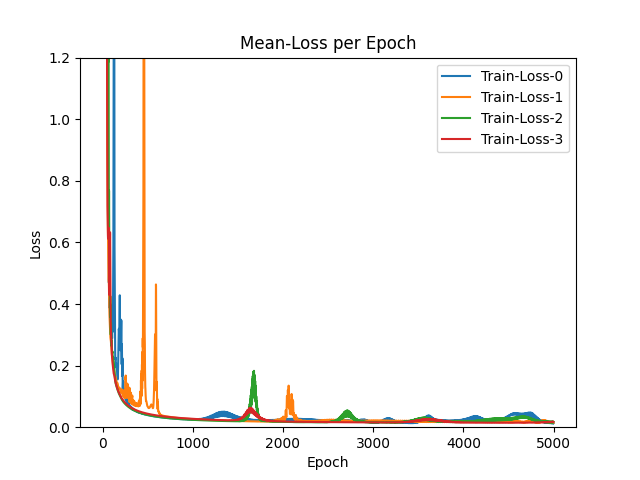 Mean-Loss per Epoch
Train-Loss-0
Train-Loss-1
Train-Loss-2
Train-Loss-3
Loss
1.2
1.0
0.8
0.6
0.4
0.2
0.0
0
1000
2000
3000
4000
5000
Epoch